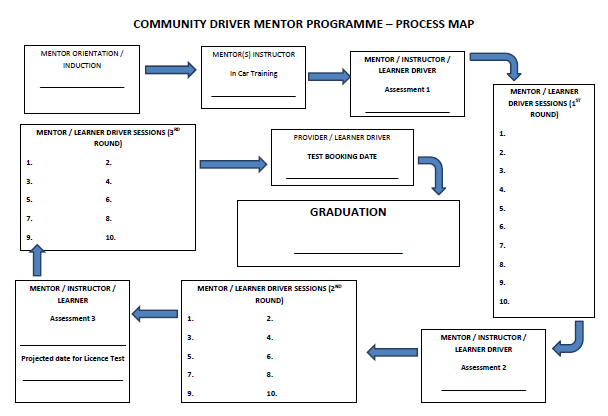 COMMUNITY DRIVER MENTOR PROGRAMME – PROCESS MAP
MENTOR ORIENTATION /
INDUCTION
MENTOR(S) INSTRUCTOR
In Car Training
MENTOR / INSTRUCTOR /
LEARNER DRIVER
Assessment 1
MENTOR / LEARNER
DRIVER SESSIONS (1ST
ROUND)
1.
2.
3.
4.
5.
6.
7.
8.
9.
10.
MENTOR / INSTRUCTOR /
LEARNER DRIVER
Assessment 2
MENTOR / LEARNER DRIVER SESSIONS (2ND
ROUND)
1. 2.
3. 4.
5. 6.
7. 8.
9. 10.
MENTOR / INSTRUCTOR /
LEARNER
Assessment 3
Projected date for Licence Test
MENTOR / LEARNER DRIVER SESSIONS (3RD
ROUND)
1. 2.
3. 4.
5. 6.
7. 8.
9. 10.
PROVIDER / LEARNER DRIVER
TEST BOOKING DATE
GRADUATION